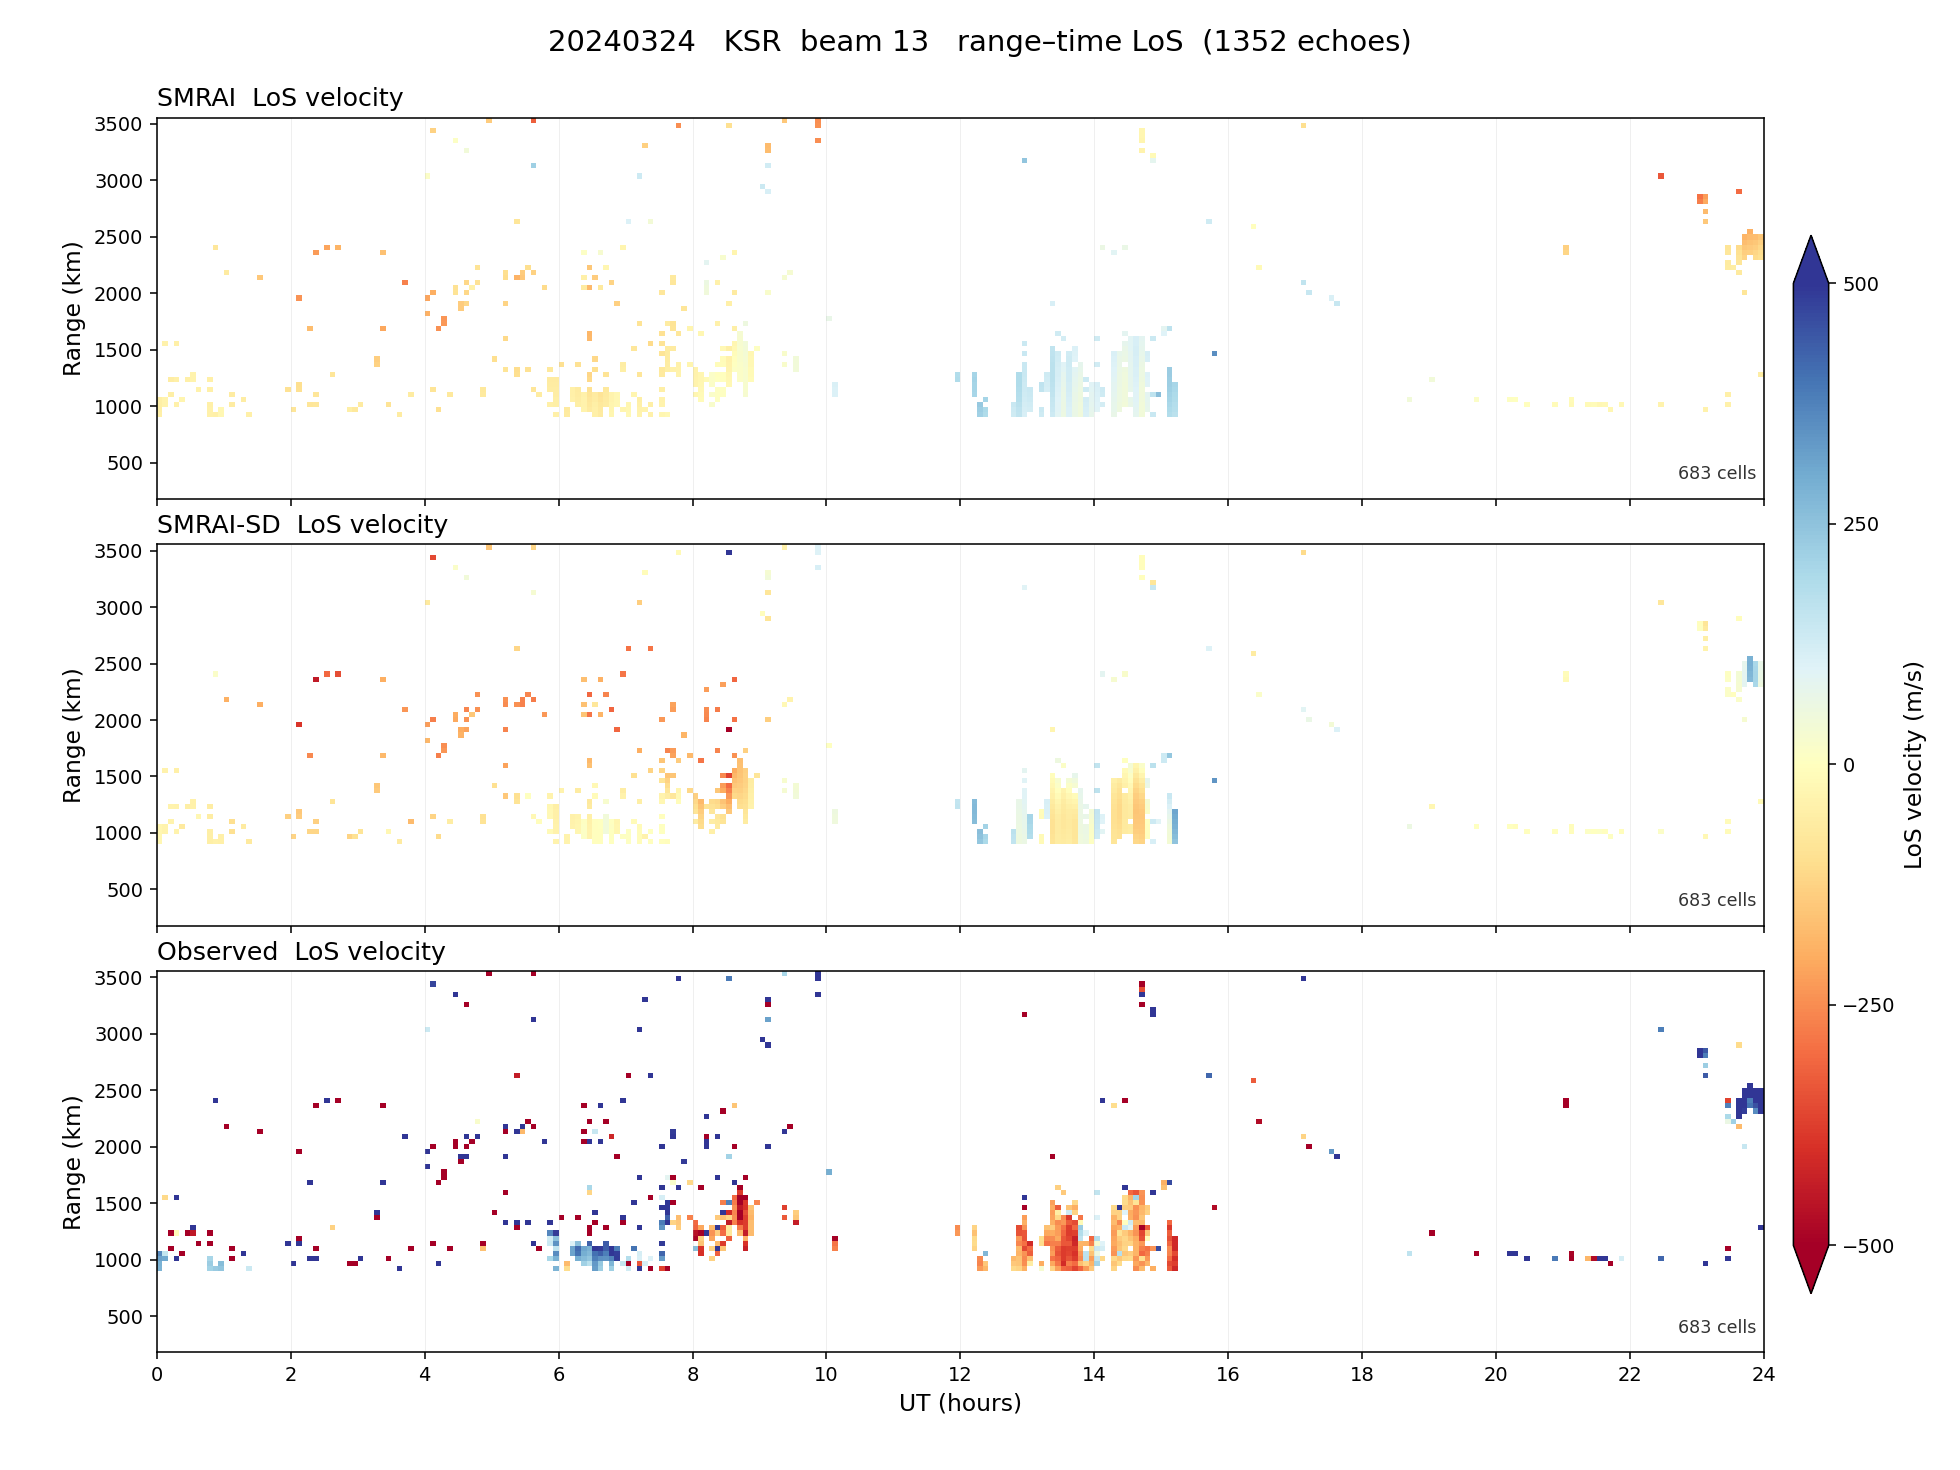 20240324   KSR  beam 13   range–time LoS  (1352 echoes)
SMRAI  LoS velocity
3500
3000
2500
2000
1500
1000
500
Range (km)
683 cells
SMRAI-SD  LoS velocity
3500
3000
2500
2000
1500
1000
500
Range (km)
683 cells
Observed  LoS velocity
3500
3000
2500
2000
1500
1000
500
Range (km)
683 cells
0 2 4 6 8 10 12 14 16 18 20 22 24
UT (hours)
500
250
0
−250
−500
LoS velocity (m/s)